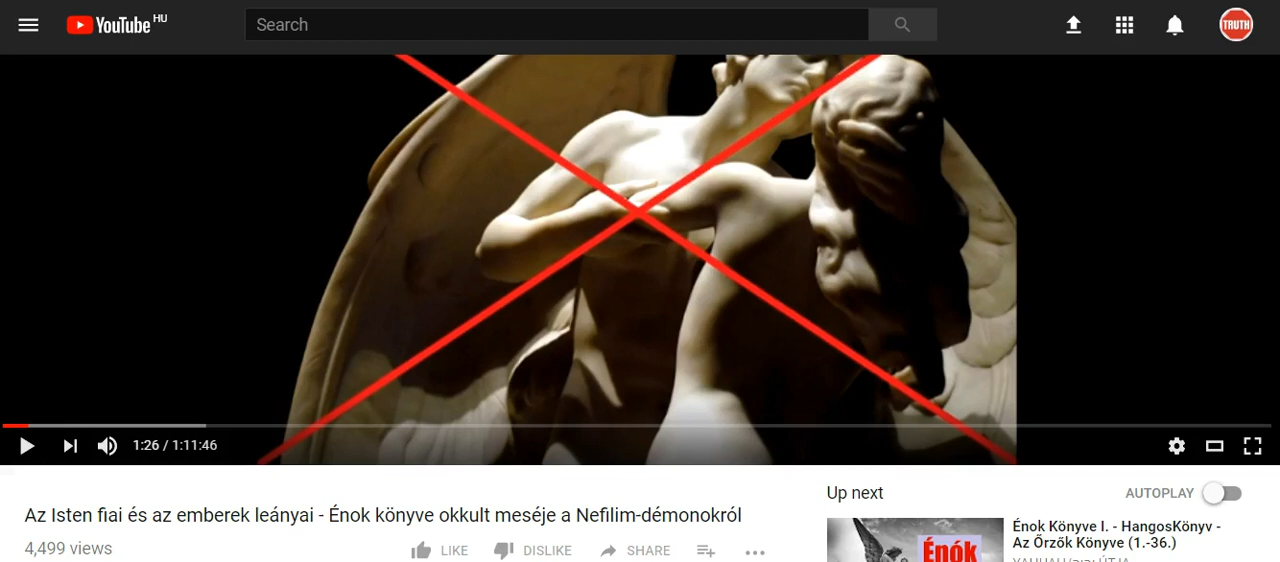 YouTube HU
Search
TRUTH
1:26 / 1:11:46
Az Isten fiai és az emberek leányai - Énok könyve okkult meséje a Nefilim-démonokról
4,499 views
LIKE
DISLIKE
SHARE
Up next
AUTOPLAY
Énók
Énok Könyve I. - HangosKönyv -
Az Őrzők Könyve (1.-36.)